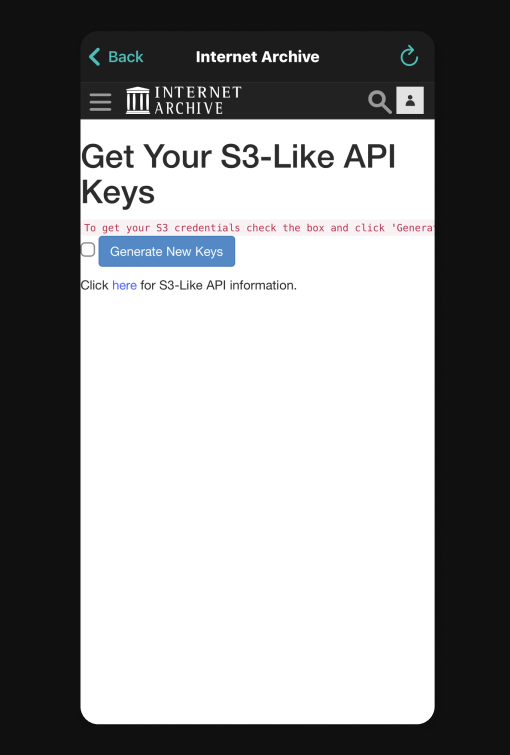 Back
Internet Archive
INTERNET
ARCHIVE
Get Your S3-Like API
Keys
To get your S3 credentials check the box and click 'Genera
Generate New Keys
Click here for S3-Like API information.